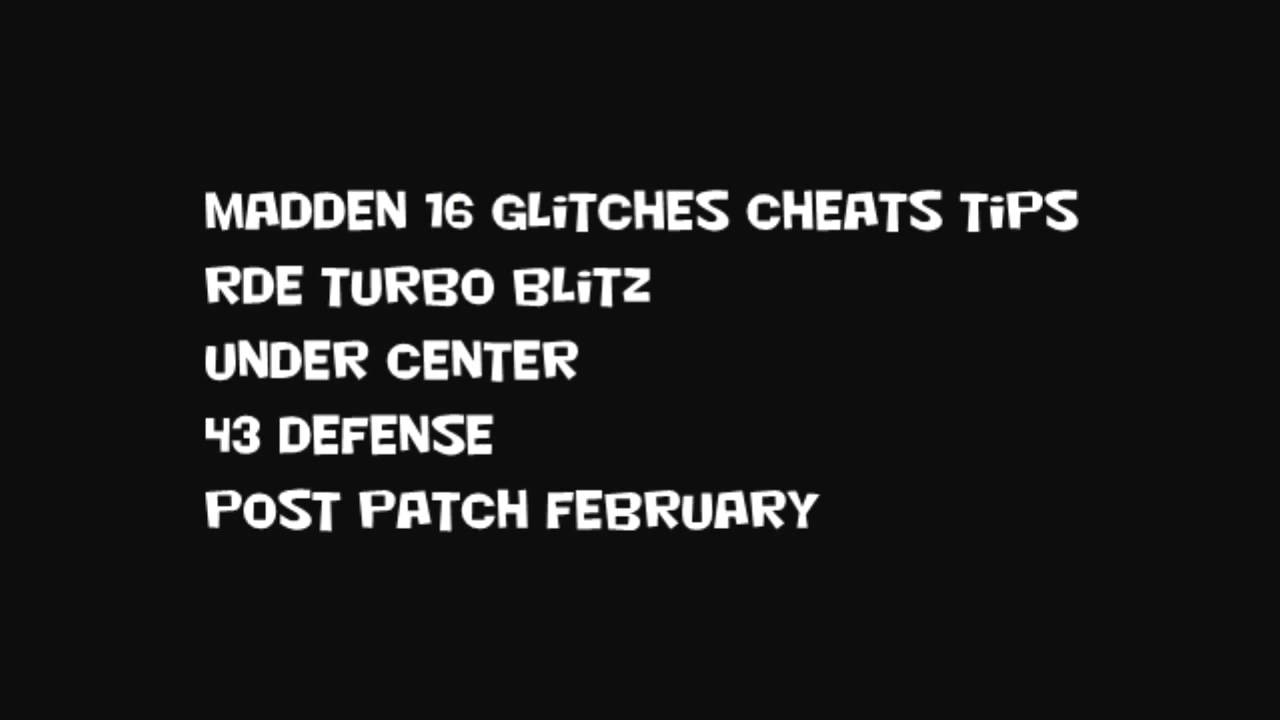 MADDEN 16 GLiTCHES CHEATS TiPS
RDE TURBO BLiTZ
UNDER CENTER
43 DEFENSE
POST PATCH FEBRUARY